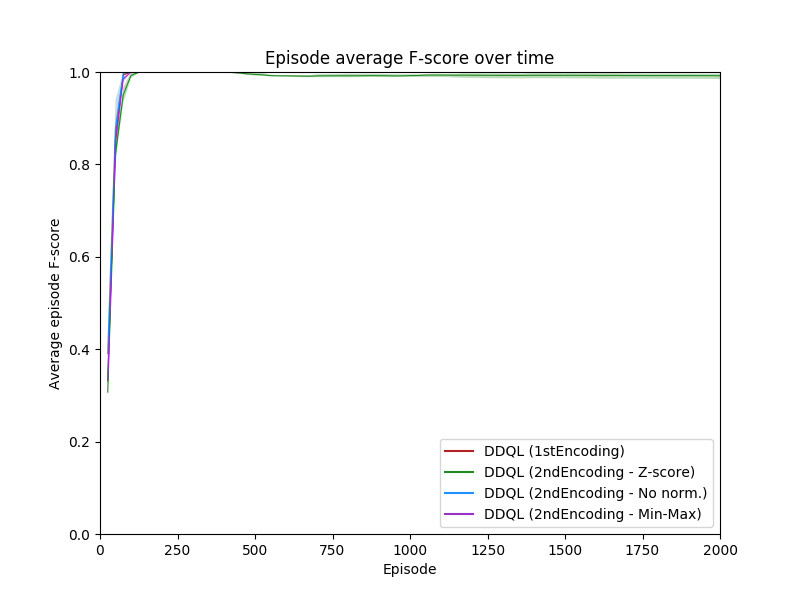 Episode average F-score over time
1.0
0.8
0.6
0.4
0.2
0.0
Average episode F-score
DDQL (1stEncoding)
DDQL (2ndEncoding - Z-score)
DDQL (2ndEncoding - No norm.)
DDQL (2ndEncoding - Min-Max)
0 250 500 750 1000 1250 1500 1750 2000
Episode